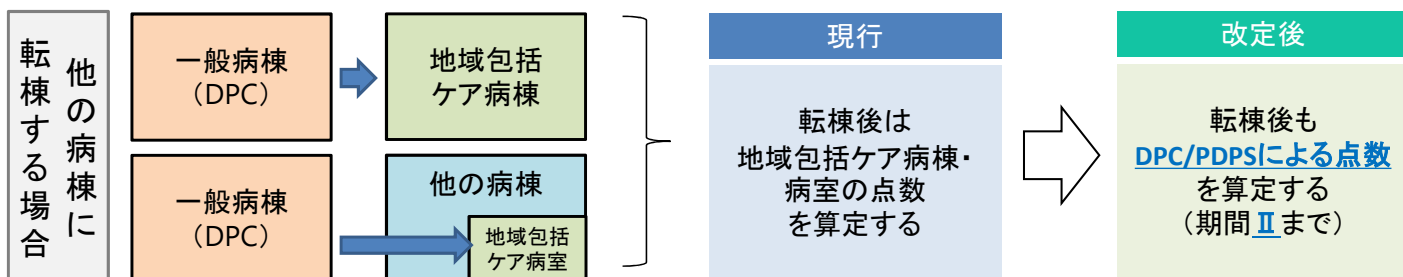 他の病棟に
転棟する場合
一般病棟
（DPC）
地域包括
ケア病棟
一般病棟
（DPC）
他の病棟
地域包括
ケア病室
現行
転棟後は
地域包括ケア病棟・
病室の点数
を算定する
改定後
転棟後も
DPC/PDPSによる点数
を算定する
（期間Ⅱまで）